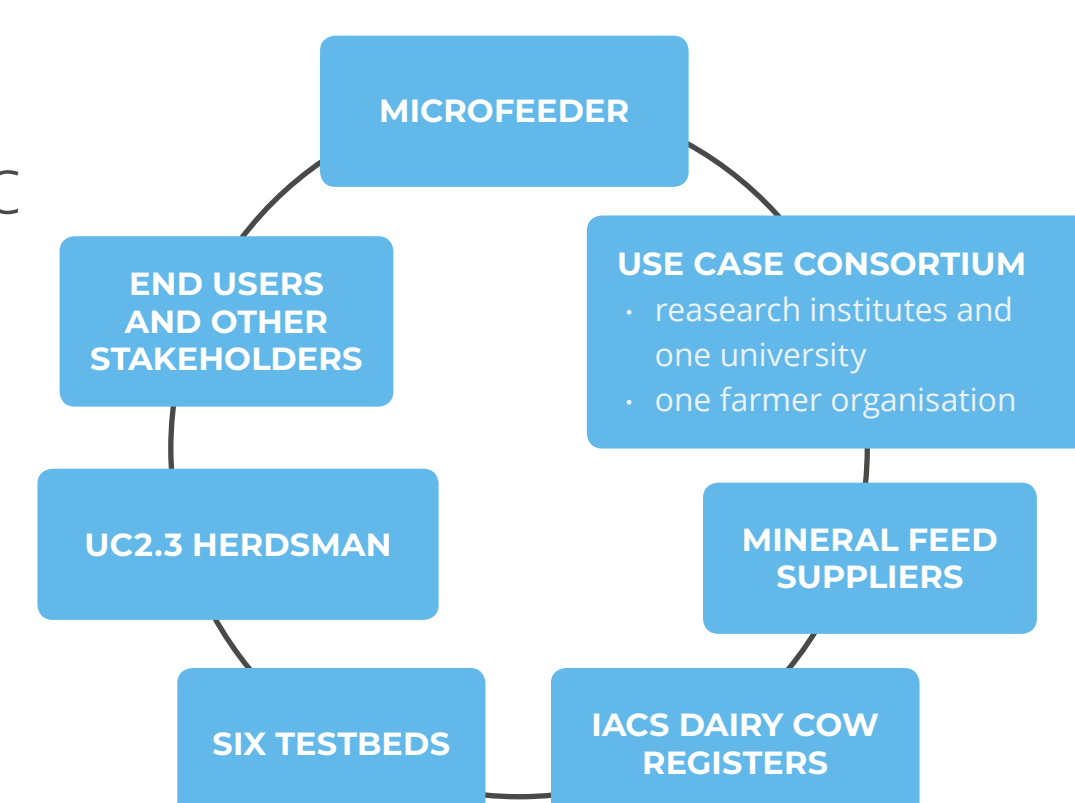 MICROFEEDER
C
USE CASE CONSORTIUM
· reasearch institutes and
one university
· one farmer organisation
END USERS
AND OTHER
STAKEHOLDERS
UC2.3 HERDSMAN
MINERAL FEED
SUPPLIERS
SIX TESTBEDS
IACS DAIRY COW
REGISTERS